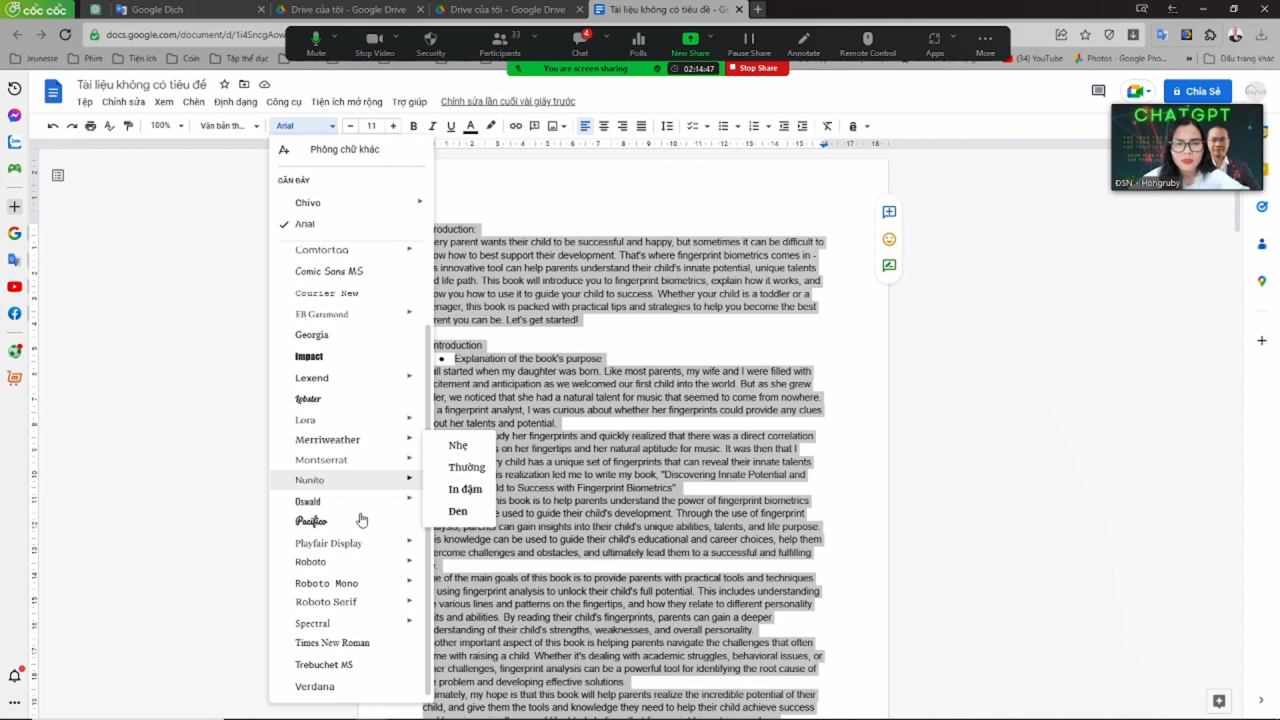 Google Dịch
Drive của tôi - Google Drive
Drive của tôi - Google Drive
Tài liệu không có tiêu đề - G
docs.google.com/document/d/1i4SncgAow
Mute
Stop Video
Security
Participants
33
Chat
4
Polls
New Share
Pause Share
Annotate
Remote Control
Apps
More
You are screen sharing
02:14:47
Stop Share
Jeunesse
Phim
Tiện ích
Coin
Tập thể dục
(34) YouTube
Photos - Google Pho...
Dấu trang khác
Tài liệu không có tiêu đề
Tệp
Chỉnh sửa
Xem
Chèn
Định dạng
Công cụ
Tiện ích mở rộng
Trợ giúp
Chỉnh sửa lần cuối vài giây trước
Chia Sẻ
100%
Văn bản th...
Arial
11
CHATGPT
ĐSN - Hongruby
Phông chữ khác
GẦN ĐÂY
Chivo
Arial
Comfortaa
Comic Sans MS
Courier New
EB Garamond
Georgia
Impact
Lexend
Lobster
Lora
Merriweather
Montserrat
Nunito
Oswald
Pacifico
Playfair Display
Roboto
Roboto Mono
Roboto Serif
Spectral
Times New Roman
Trebuchet MS
Verdana
Nhẹ
Thường
In đậm
Đen
roduction:
ery parent wants their child to be successful and happy, but sometimes it can be difficult to
ow how to best support their development. That's where fingerprint biometrics comes in -
s innovative tool can help parents understand their child's innate potential, unique talents
d life path. This book will introduce you to fingerprint biometrics, explain how it works, and
ow you how to use it to guide your child to success. Whether your child is a toddler or a
enager, this book is packed with practical tips and strategies to help you become the best
rent you can be. Let's get started!
ntroduction
● Explanation of the book's purpose
all started when my daughter was born. Like most parents, my wife and I were filled with
citement and anticipation as we welcomed our first child into the world. But as she grew
der, we noticed that she had a natural talent for music that seemed to come from nowhere.
a fingerprint analyst, I was curious about whether her fingerprints could provide any clues
out her talents and potential.
udy her fingerprints and quickly realized that there was a direct correlation
s on her fingertips and her natural aptitude for music. It was then that I
ry child has a unique set of fingerprints that can reveal their innate talents
is realization led me to write my book, "Discovering Innate Potential and
ld to Success with Fingerprint Biometrics".
his book is to help parents understand the power of fingerprint biometrics
e used to guide their child's development. Through the use of fingerprint
alysis, parents can gain insights into their child's unique abilities, talents, and life purpose.
is knowledge can be used to guide their child's educational and career choices, help them
ercome challenges and obstacles, and ultimately lead them to a successful and fulfilling
e.
ne of the main goals of this book is to provide parents with practical tools and techniques
using fingerprint analysis to unlock their child's full potential. This includes understanding
e various lines and patterns on the fingertips, and how they relate to different personality
its and abilities. By reading their child's fingerprints, parents can gain a deeper
derstanding of their child's strengths, weaknesses, and overall personality.
other important aspect of this book is helping parents navigate the challenges that often
me with raising a child. Whether it's dealing with academic struggles, behavioral issues, or
her challenges, fingerprint analysis can be a powerful tool for identifying the root cause of
e problem and developing effective solutions.
timately, my hope is that this book will help parents realize the incredible potential of their
child, and give them the tools and knowledge they need to help their child achieve success